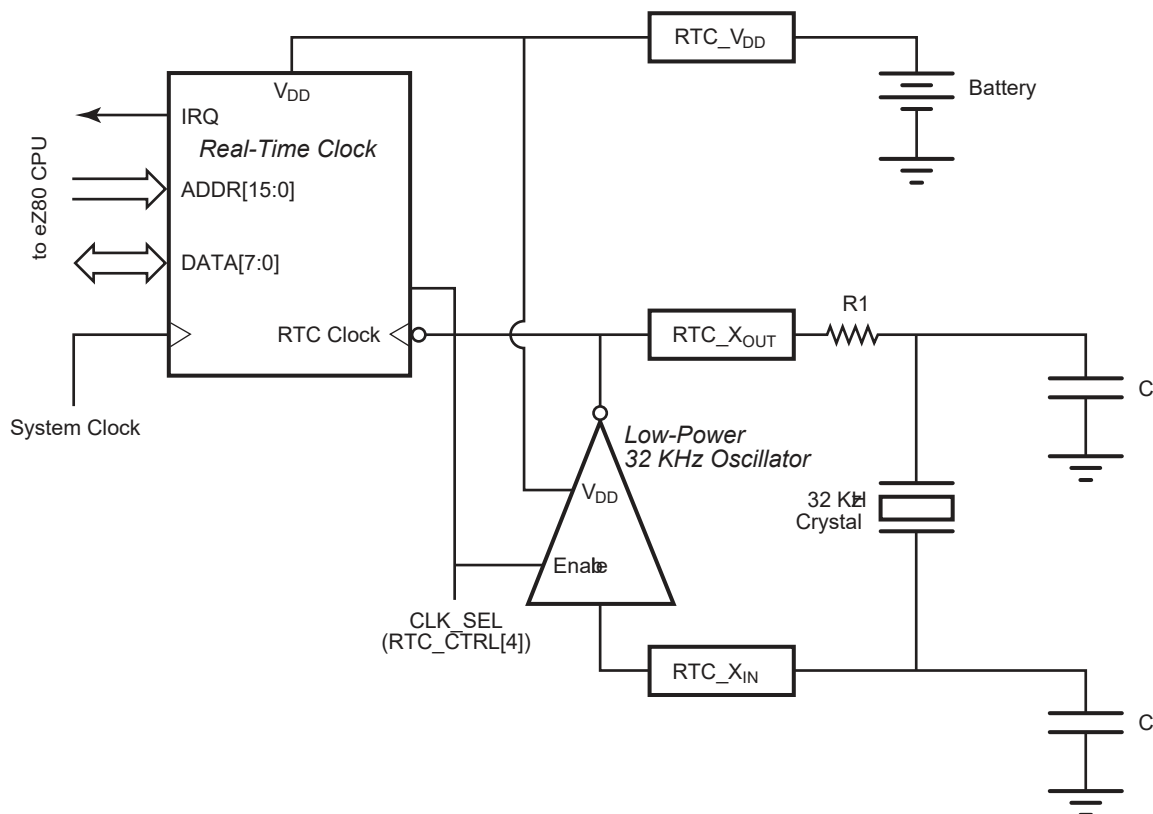 RTC_VDD
VDD
Battery
IRQ
Real-Time Clock
to eZ80 CPU
ADDR[15:0]
DATA[7:0]
R1
RTC Clock
RTC_XOUT
C
System Clock
Low-Power
32 KHz Oscillator
VDD
32 KHz
Crystal
Enable
CLK_SEL
(RTC_CTRL[4])
RTC_XIN
C